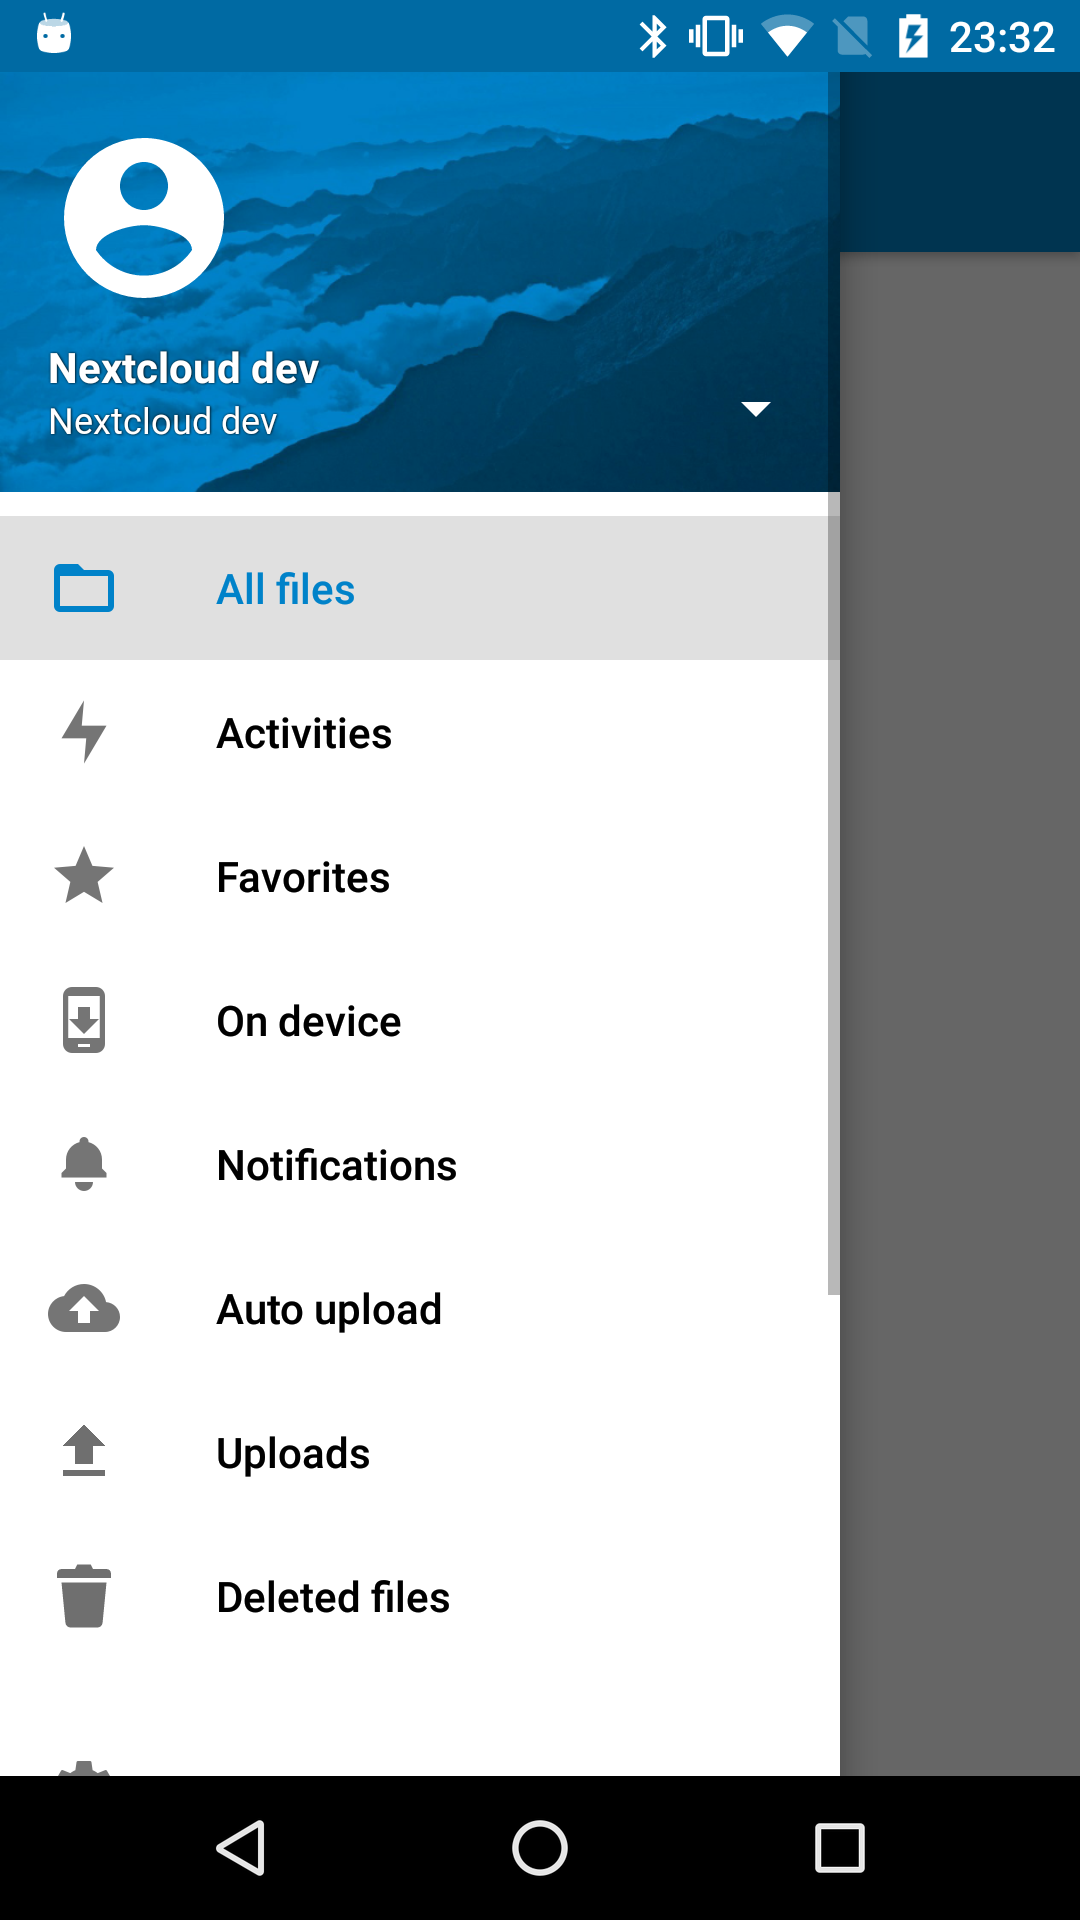 23:32
Nextcloud dev
Nextcloud dev
All files
Activities
Favorites
On device
Notifications
Auto upload
Uploads
Deleted files